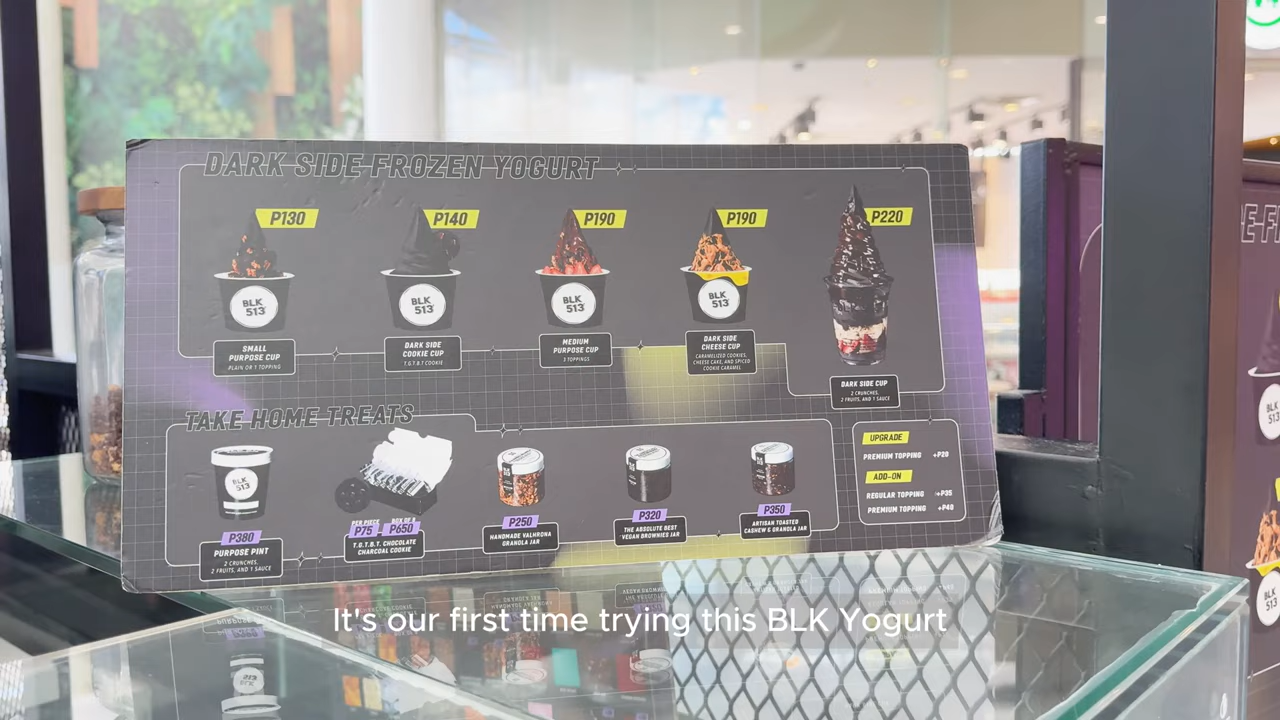 DARK SIDE FROZEN YOGURT
P130
P140
P190
P190
P220
BLK
513
BLK
513
BLK
513
BLK
513
SMALL
PURPOSE CUP
PLAIN OR 1 TOPPING
DARK SIDE
COOKIE CUP
T.G.T.B.T COOKIE
MEDIUM
PURPOSE CUP
3 TOPPINGS
DARK SIDE
CHEESE CUP
CARAMELIZED COOKIES,
CHEESE CAKE, AND SPICED
COOKIE CARAMEL
DARK SIDE CUP
2 CRUNCHES,
2 FRUITS, AND 1 SAUCE
TAKE HOME TREATS
BLK
513
P380
PURPOSE PINT
2 CRUNCHES,
2 FRUITS, AND 1 SAUCE
PER PIECE
P75
P650
T.G.T.B.T. CHOCOLATE
CHARCOAL COOKIE
P250
HANDMADE VALHRONA
GRANOLA JAR
P320
THE ABSOLUTE BEST
VEGAN BROWNIES JAR
P350
ARTISAN TOASTED
CASHEW & GRANOLA JAR
UPGRADE
PREMIUM TOPPING +P20
ADD-ON
REGULAR TOPPING +P35
PREMIUM TOPPING +P40
It's our first time trying this BLK Yogurt